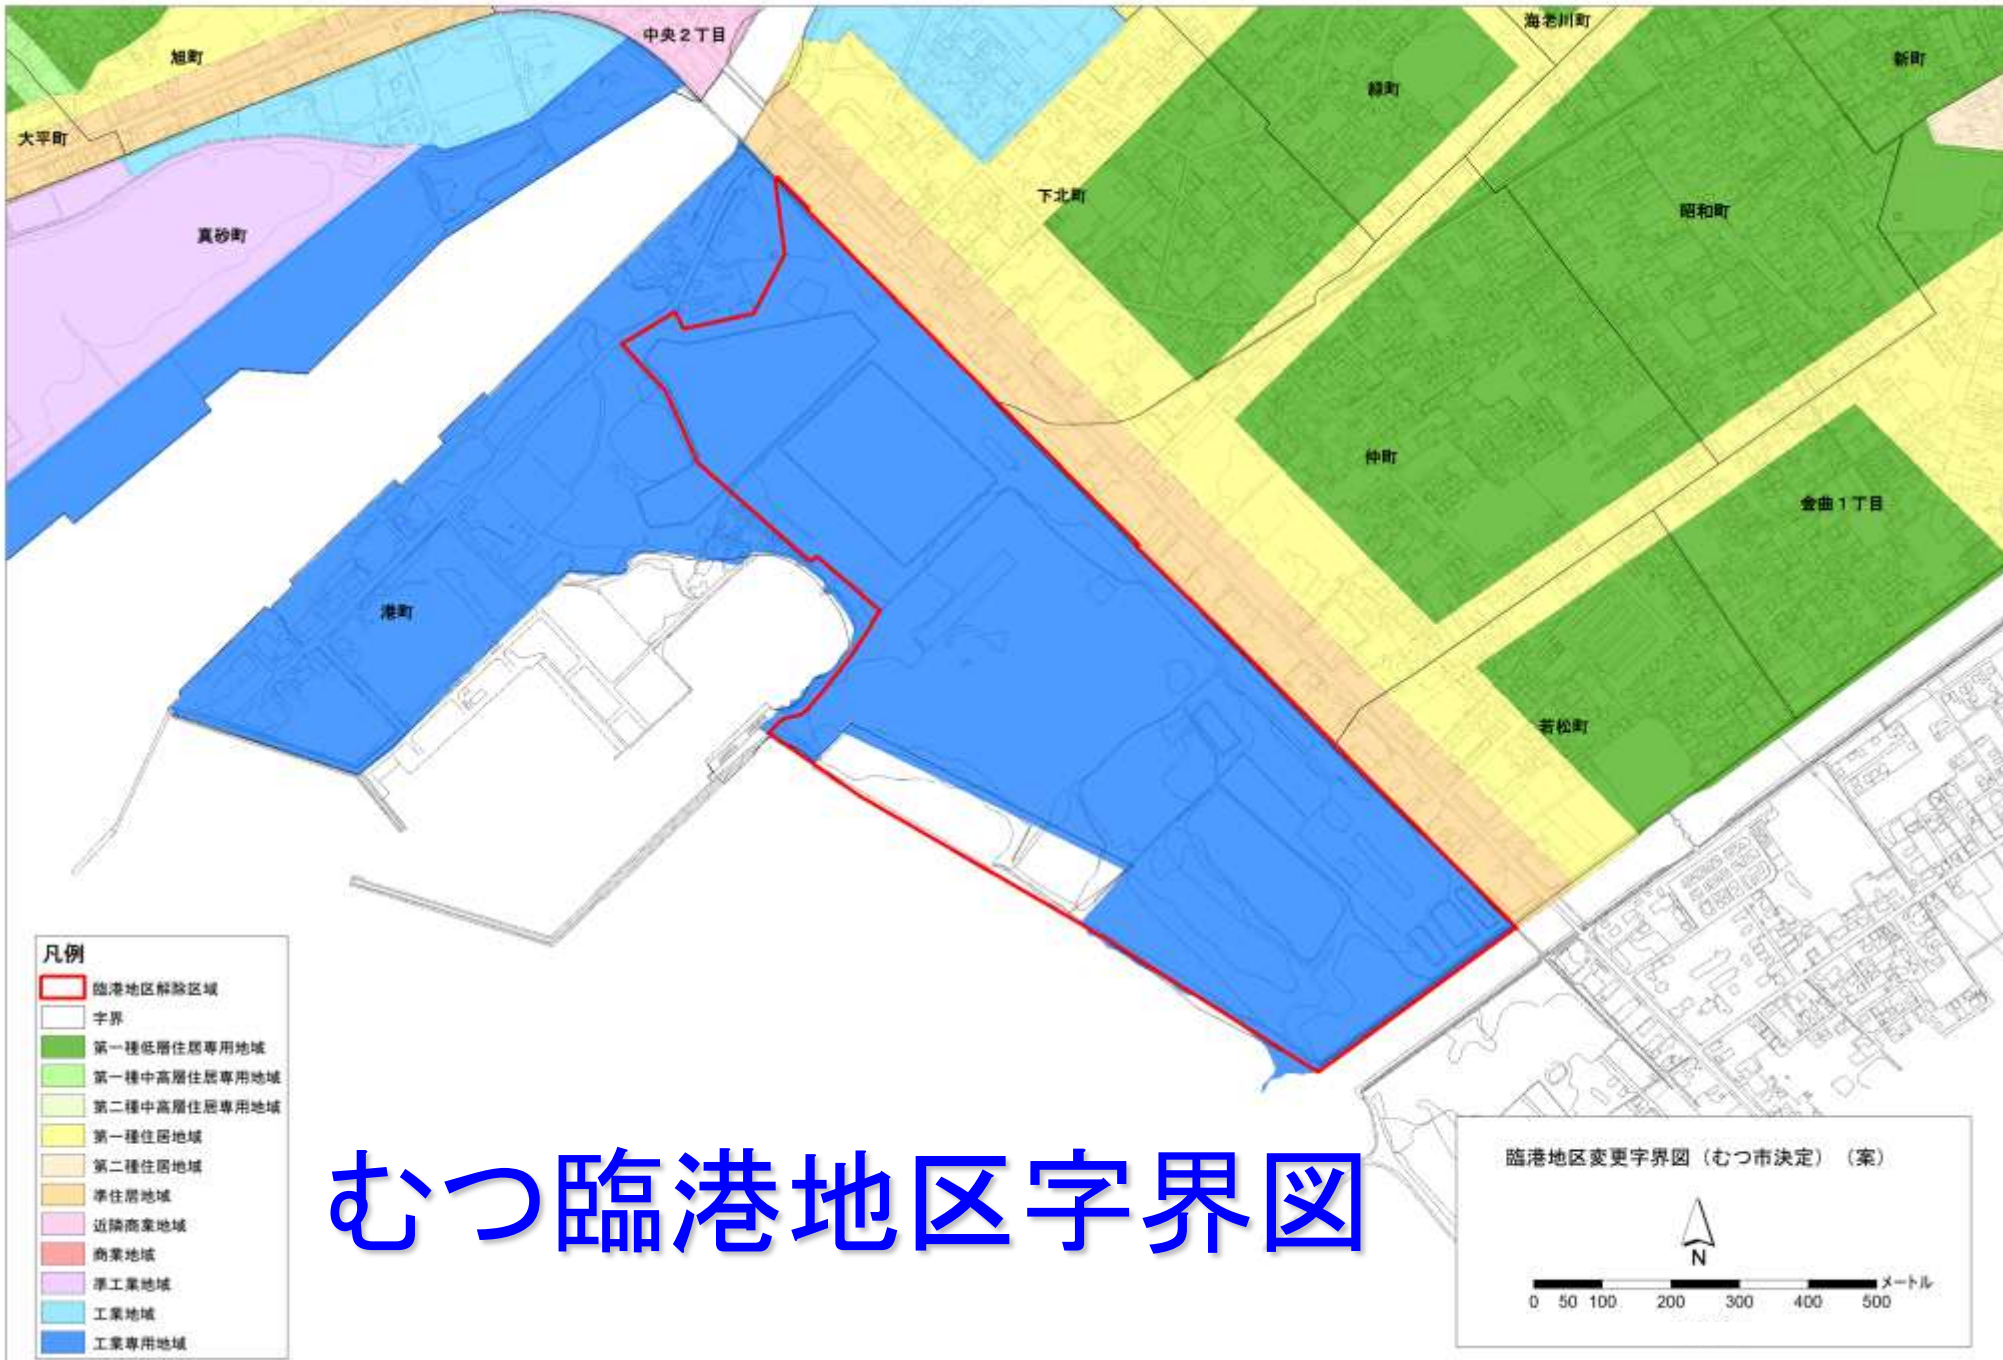 中央２丁目
海老川町
旭町
新町
緑町
大平町
下北町
昭和町
真砂町
仲町
金曲１丁目
港町
若松町
凡例
臨港地区解除区域
字界
第一種低層住居専用地域
第一種中高層住居専用地域
第二種中高層住居専用地域
第一種住居地域
第二種住居地域
準住居地域
近隣商業地域
商業地域
準工業地域
工業地域
工業専用地域
むつ臨港地区字界図
臨港地区変更字界図（むつ市決定）（案）
N
メートル
0 50 100 200 300 400 500